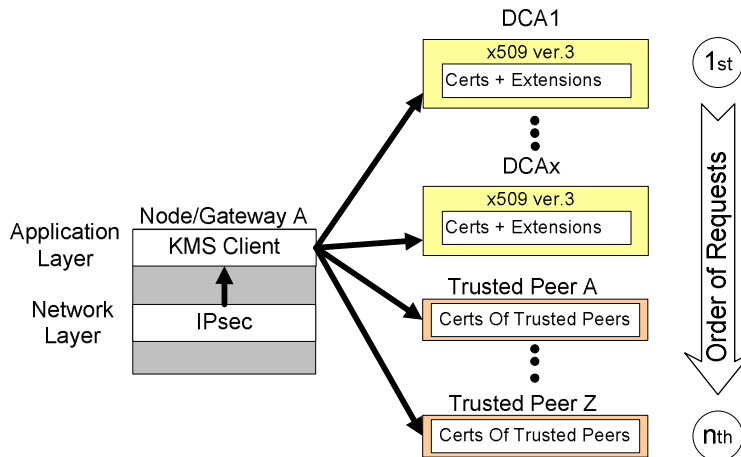 DCA1
x509 ver.3
Certs + Extensions
1st
DCAx
x509 ver.3
Certs + Extensions
Node/Gateway A
Application
Layer
KMS Client
Network
Layer
IPsec
Trusted Peer A
Certs Of Trusted Peers
Trusted Peer Z
Certs Of Trusted Peers
Order of Requests
nth